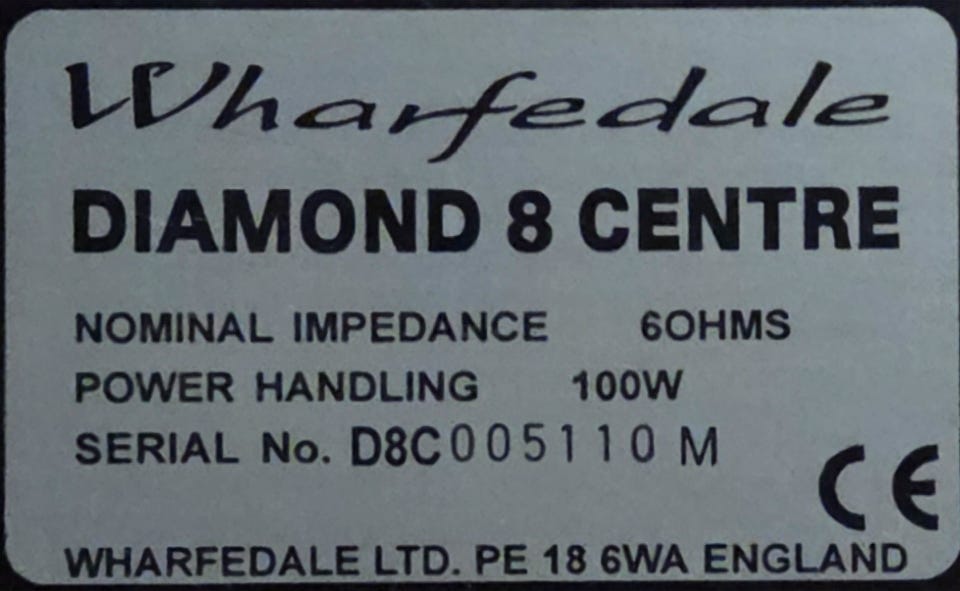 Wharfedale
DIAMOND 8 CENTRE
NOMINAL IMPEDANCE 6OHMS
POWER HANDLING 100W
SERIAL No. D8C005110 M
CE
WHARFEDALE LTD. PE 18 6WA ENGLAND